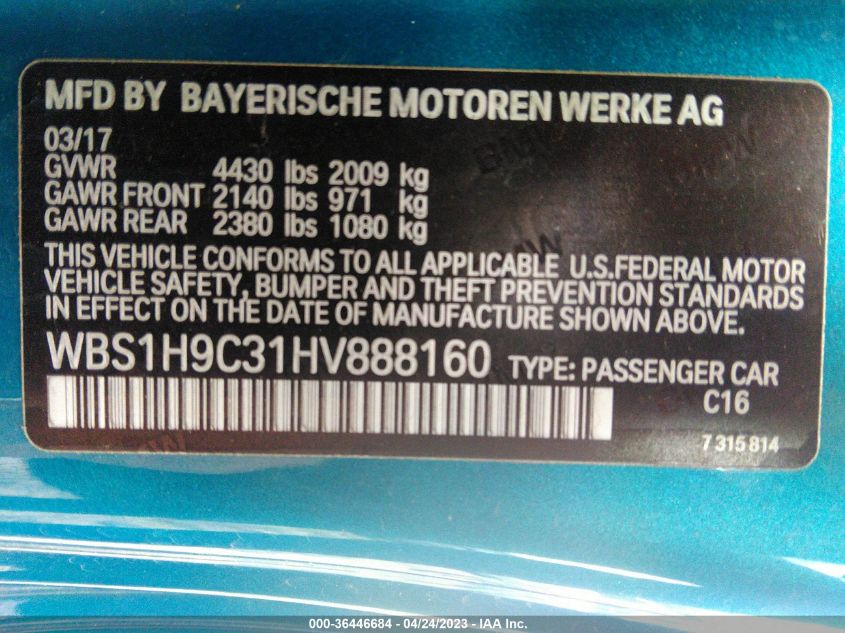 MFD BY BAYERISCHE MOTOREN WERKE AG
03/17
GVWR 4430 lbs 2009 kg
GAWR FRONT 2140 lbs 971 kg
GAWR REAR 2380 lbs 1080 kg
THIS VEHICLE CONFORMS TO ALL APPLICABLE U.S.FEDERAL MOTOR
VEHICLE SAFETY, BUMPER AND THEFT PREVENTION STANDARDS
IN EFFECT ON THE DATE OF MANUFACTURE SHOWN ABOVE.
WBS1H9C31HV888160 TYPE: PASSENGER CAR
C16
7 315 814
000-36446684 - 04/24/2023 - IAA Inc.